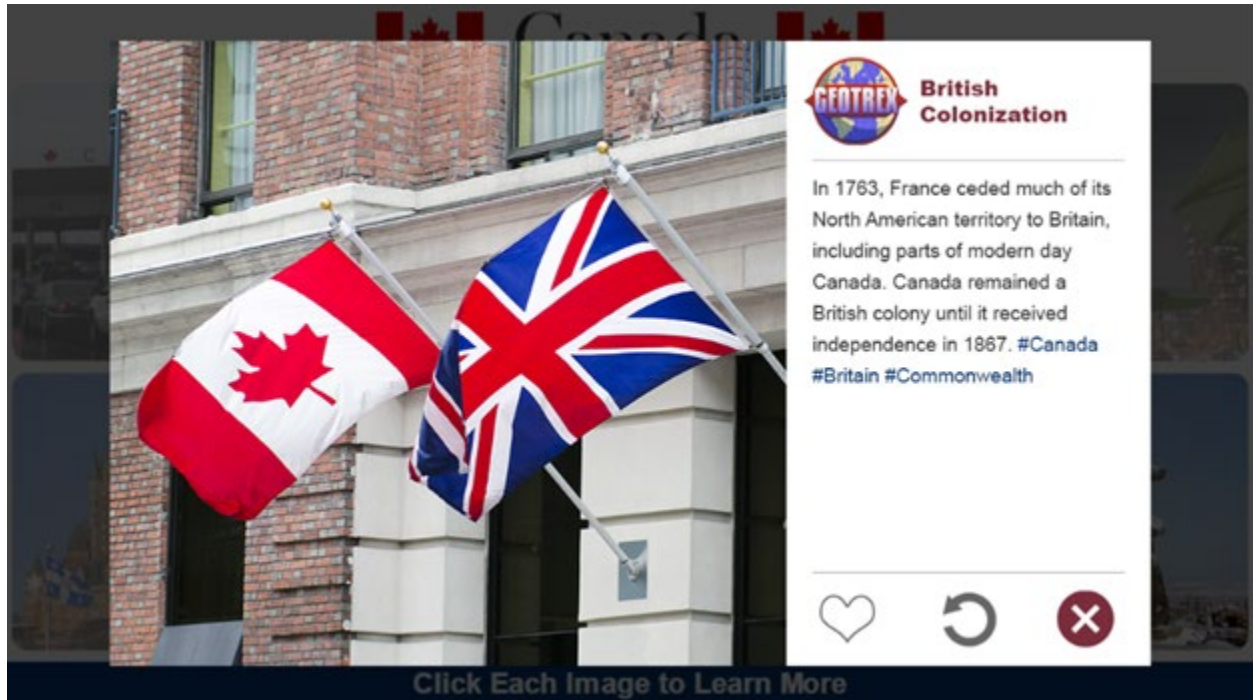 Canada
GEOTREX
British
Colonization
In 1763, France ceded much of its
North American territory to Britain,
including parts of modern day
Canada. Canada remained a
British colony until it received
independence in 1867. #Canada
#Britain #Commonwealth
Click Each Image to Learn More